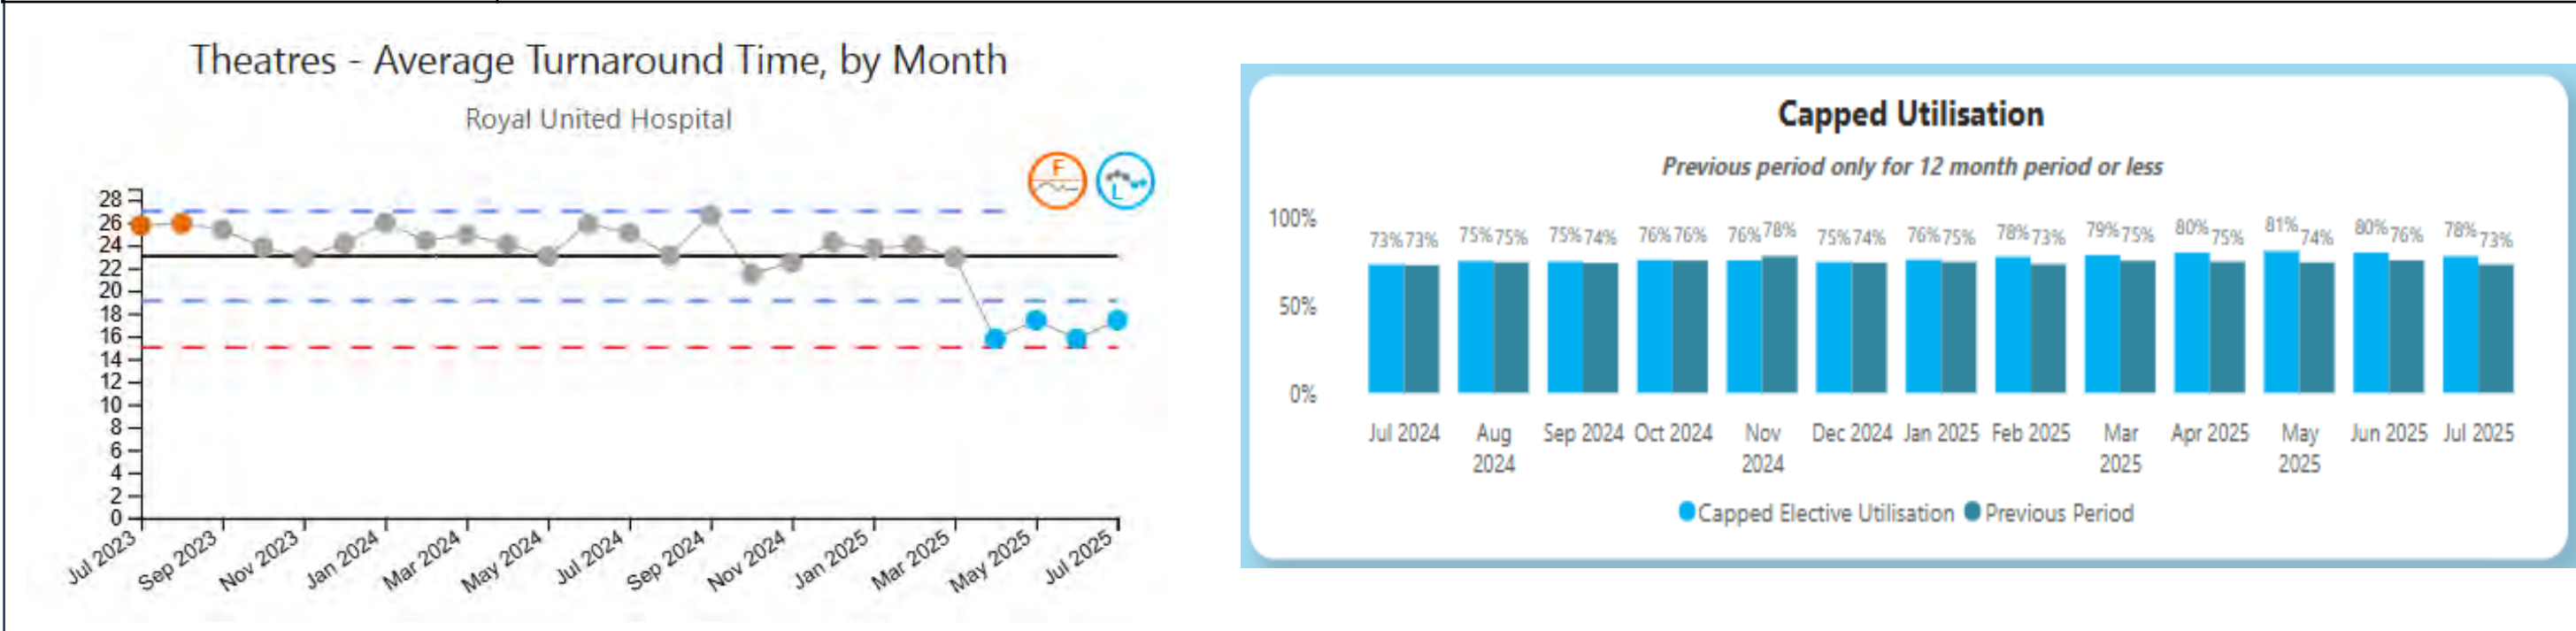 Theatres - Average Turnaround Time, by Month
Royal United Hospital
F
L
28
26
24
22
20
18
16
14
12
10
8
6
4
2
0
Jul 2023
Sep 2023
Nov 2023
Jan 2024
Mar 2024
May 2024
Jul 2024
Sep 2024
Nov 2024
Jan 2025
Mar 2025
May 2025
Jul 2025
Capped Utilisation
Previous period only for 12 month period or less
100%
50%
0%
73% 73% 75% 75% 75% 74% 76% 76% 76% 78% 75% 74% 76% 75% 78% 73% 79% 75% 80% 75% 81% 74% 80% 76% 78% 73%
Jul 2024 Aug Sep 2024 Oct 2024 Nov Dec 2024 Jan 2025 Feb 2025 Mar Apr 2025 May Jun 2025 Jul 2025
2024 2024 2025 2025
Capped Elective Utilisation Previous Period